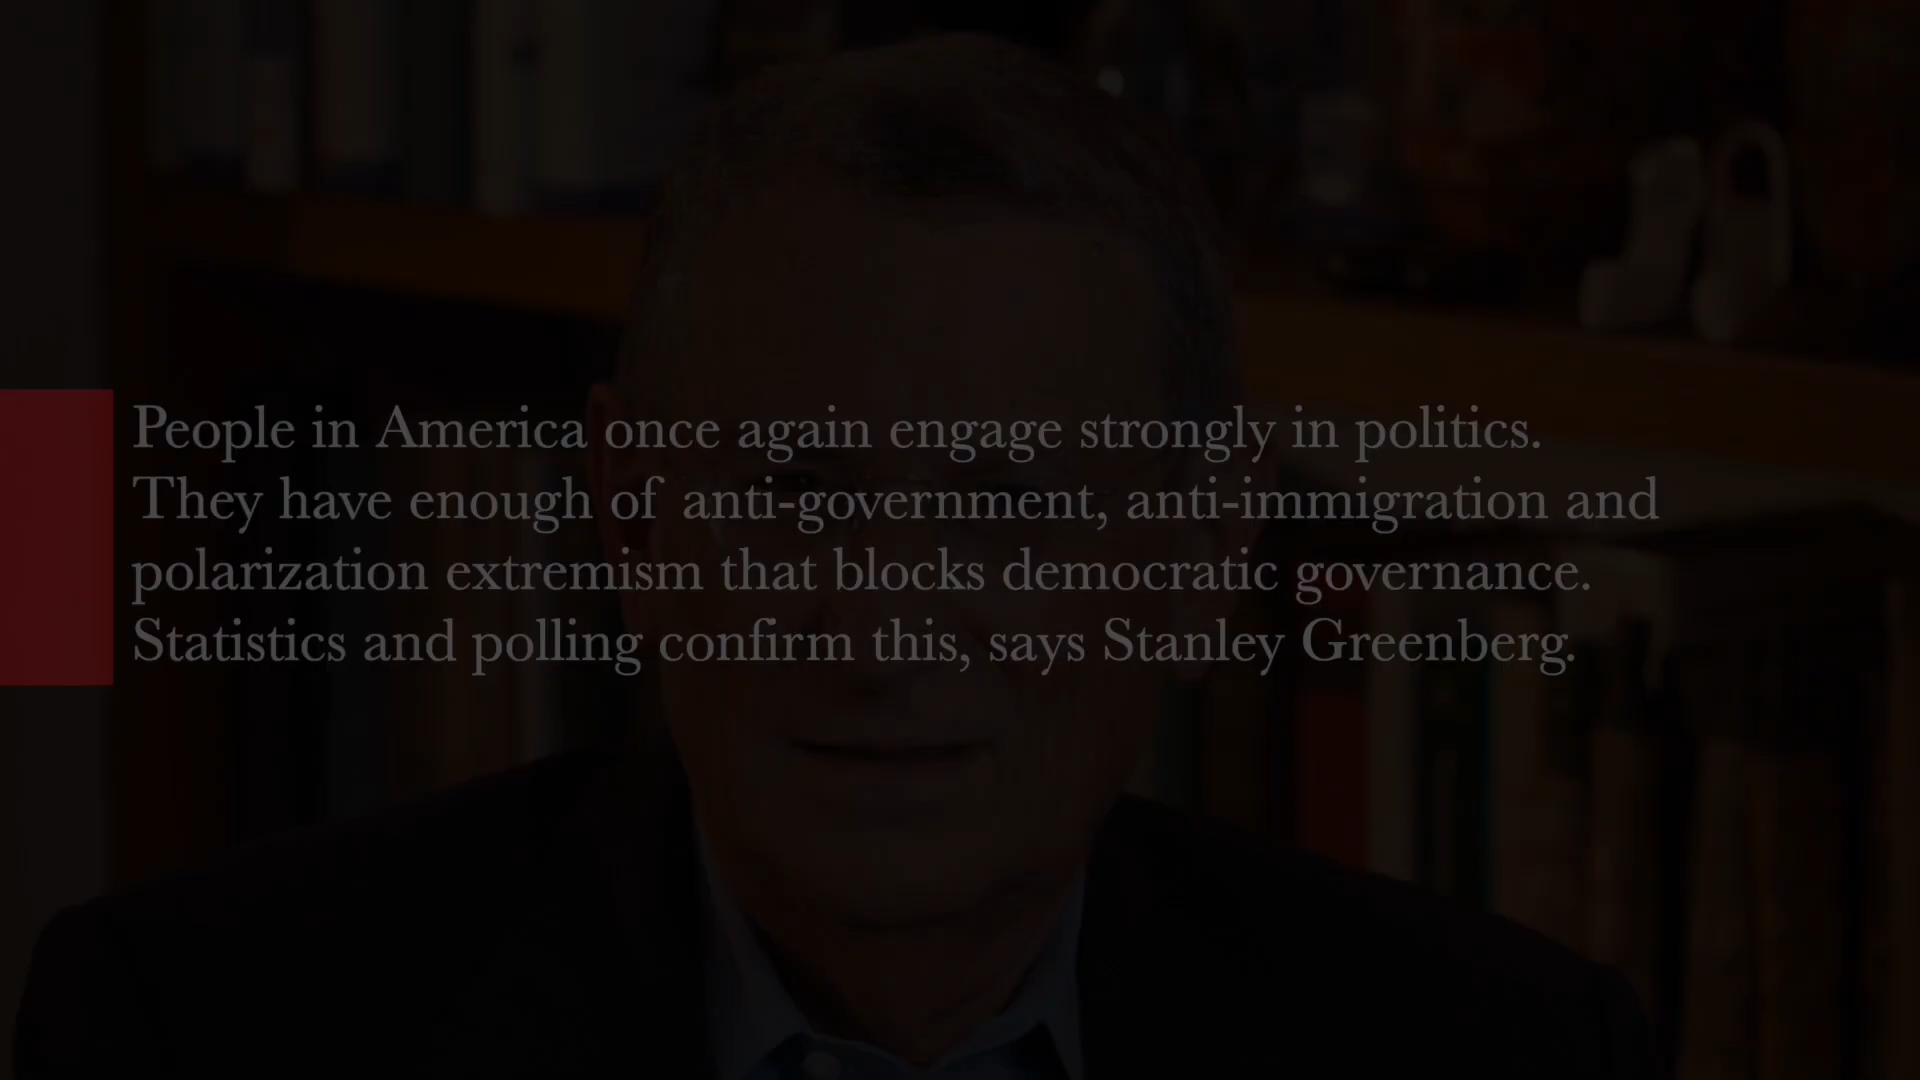 People in America once again engage strongly in politics.
They have enough of anti-government, anti-immigration and
polarization extremism that blocks democratic governance.
Statistics and polling confirm this, says Stanley Greenberg.